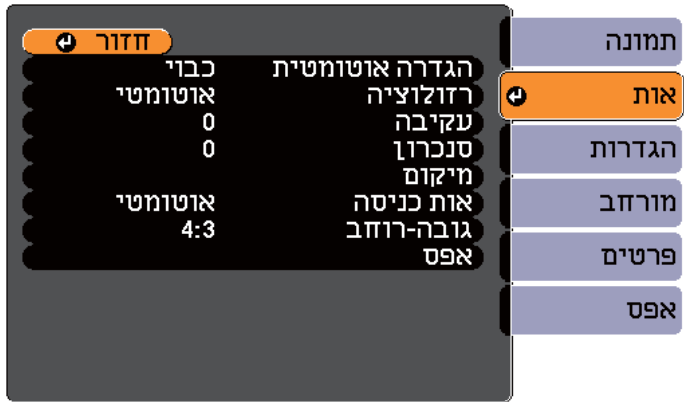 תמונה
אות
הגדרות
מורחב
פרטים
אפס
חזור
הגדרה אוטומטית כבוי
רזולוציה אוטומטי
עקיבה 0
סנכרון 0
מיקום
אות כניסה אוטומטי
גובה-רוחב 4:3
אפס